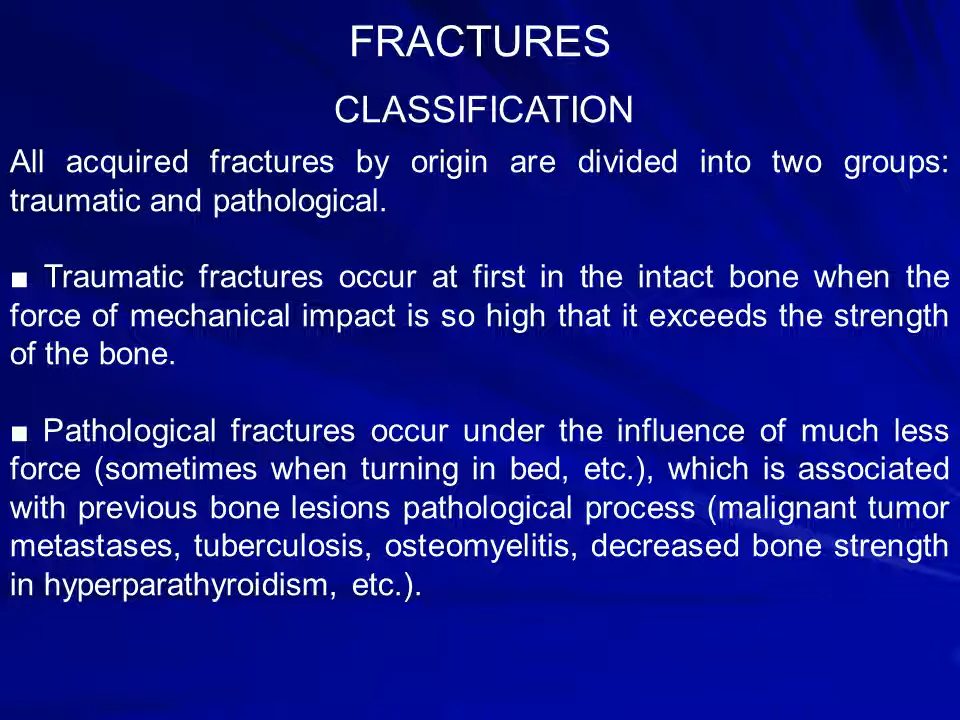 FRACTURES
CLASSIFICATION
All acquired fractures by origin are divided into two groups:
traumatic and pathological.
■ Traumatic fractures occur at first in the intact bone when the
force of mechanical impact is so high that it exceeds the strength
of the bone.
■ Pathological fractures occur under the influence of much less
force (sometimes when turning in bed, etc.), which is associated
with previous bone lesions pathological process (malignant tumor
metastases, tuberculosis, osteomyelitis, decreased bone strength
in hyperparathyroidism, etc.).